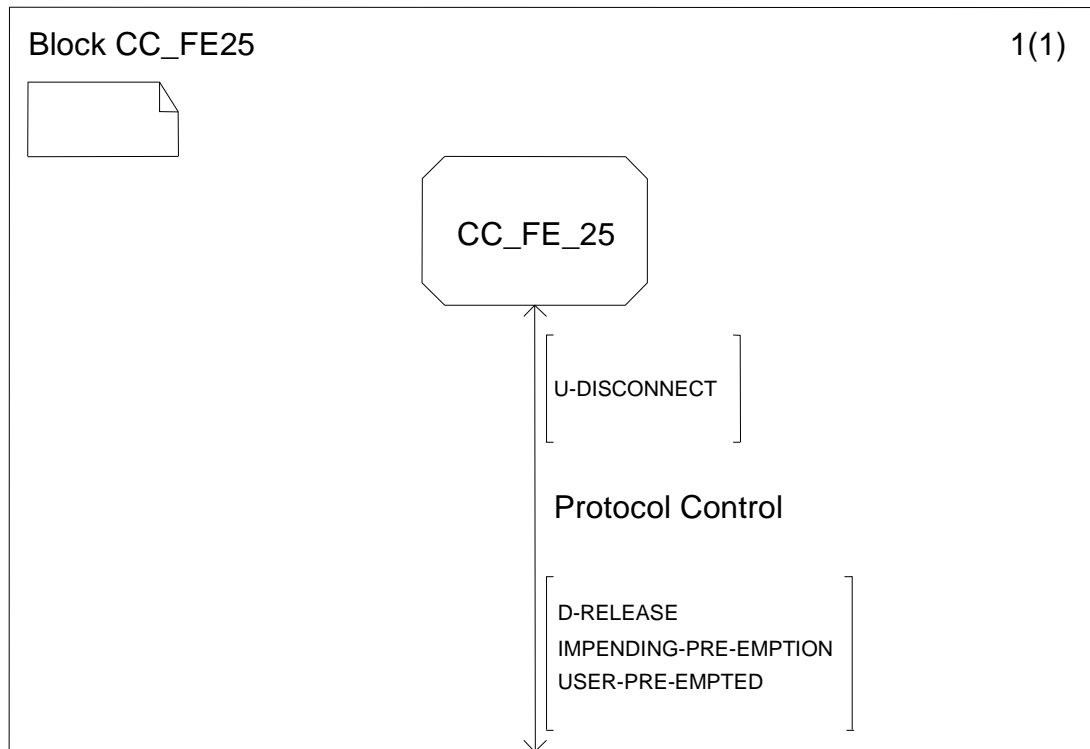 Block CC_FE25
1(1)
CC_FE_25
U-DISCONNECT
Protocol Control
D-RELEASE
IMPENDING-PRE-EMPTION
USER-PRE-EMPTED